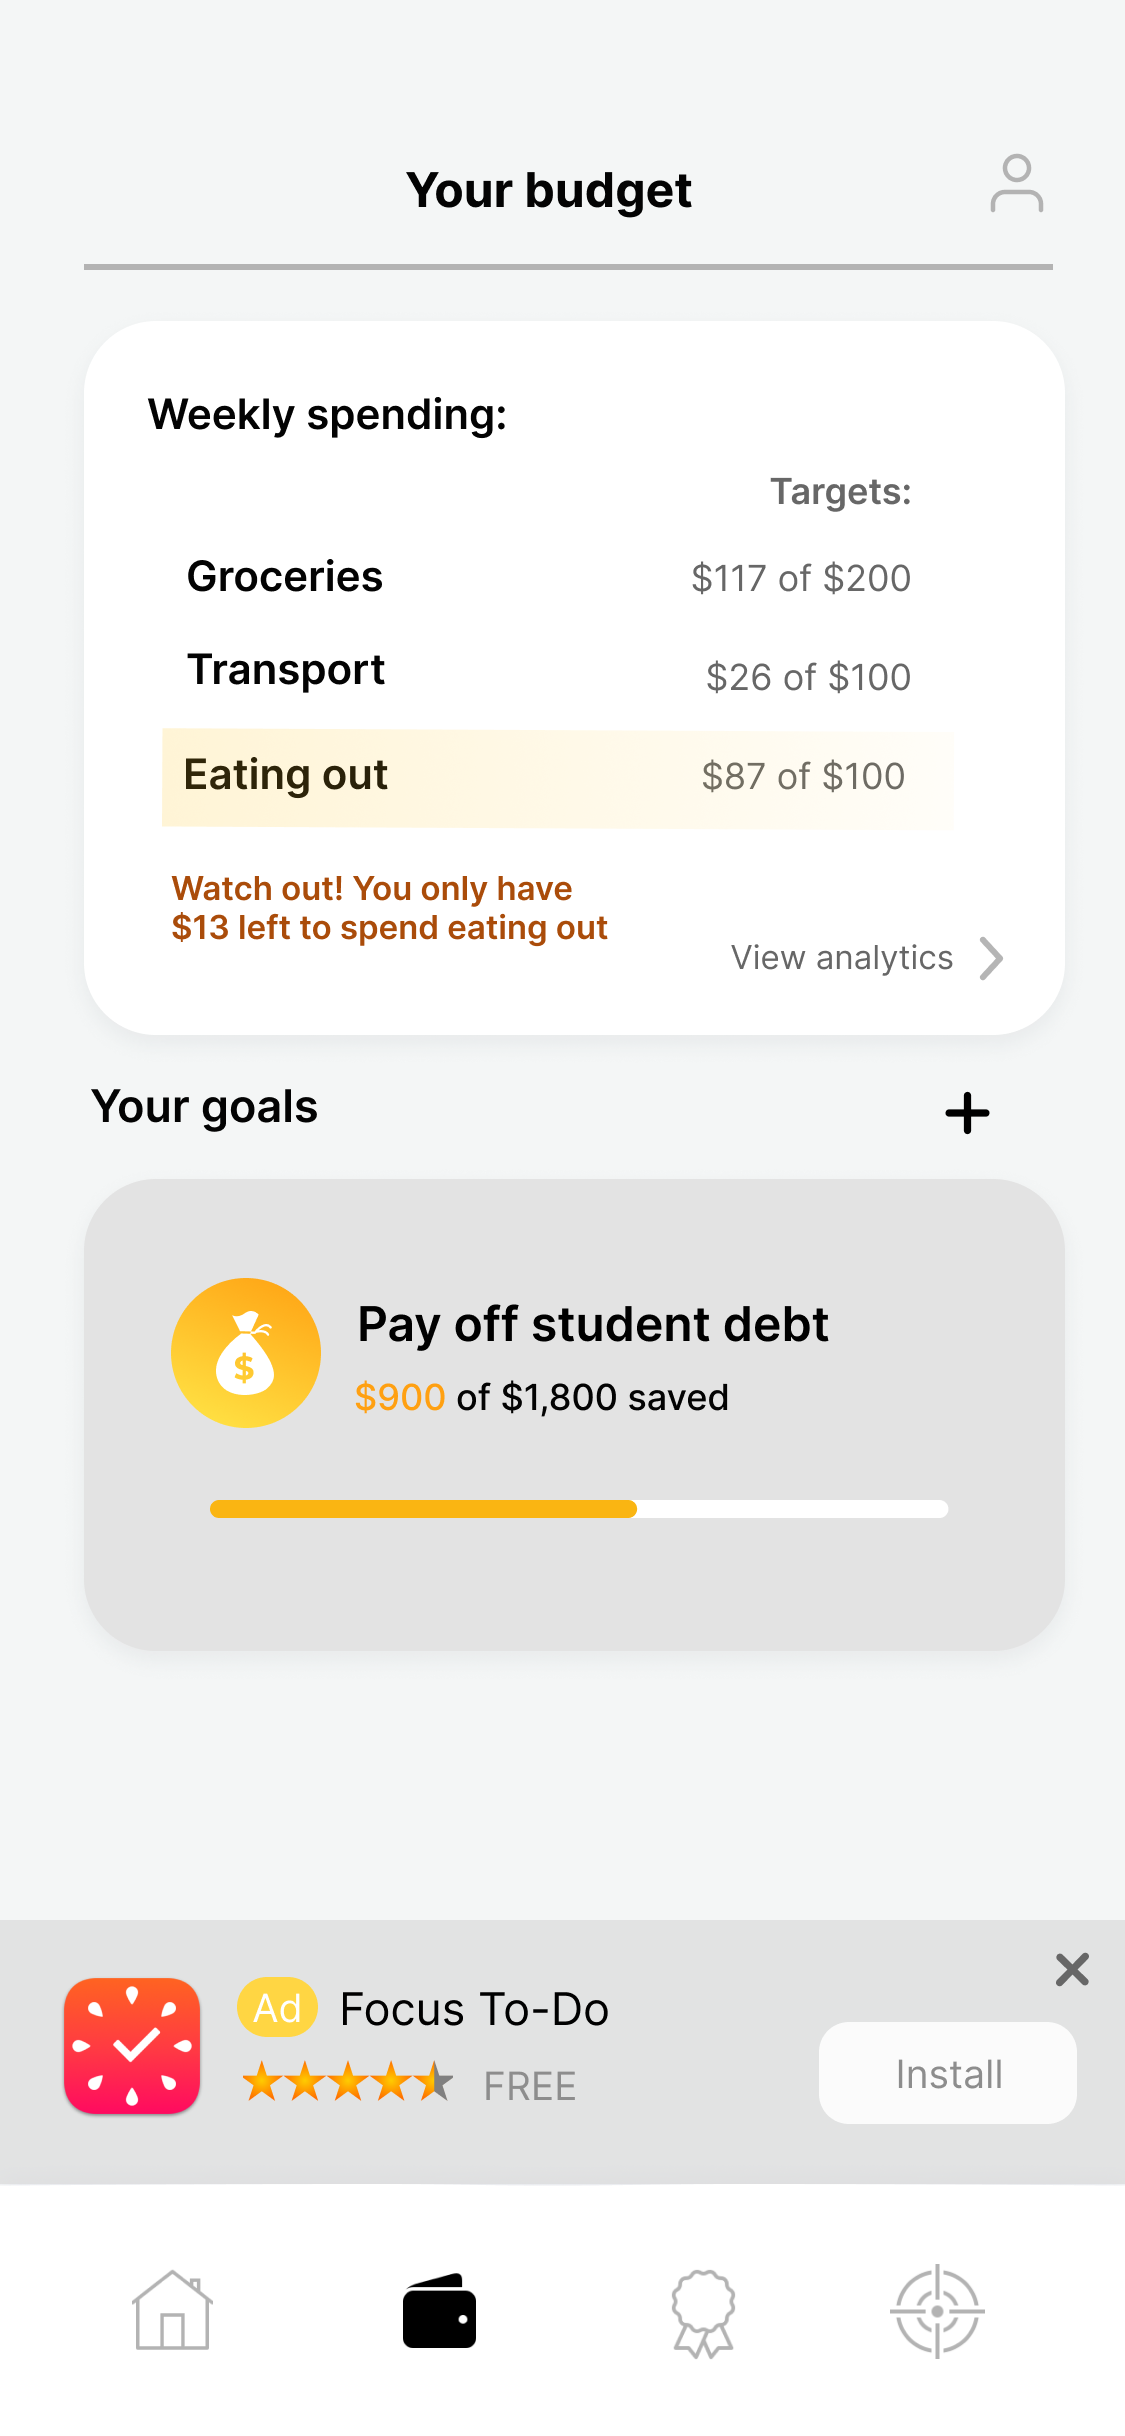 Your budget
Weekly spending:
Targets:
Groceries $117 of $200
Transport $26 of $100
Eating out $87 of $100
Watch out! You only have
$13 left to spend eating out
View analytics
Your goals
$
Pay off student debt
$900 of $1,800 saved
Ad Focus To-Do
FREE
Install